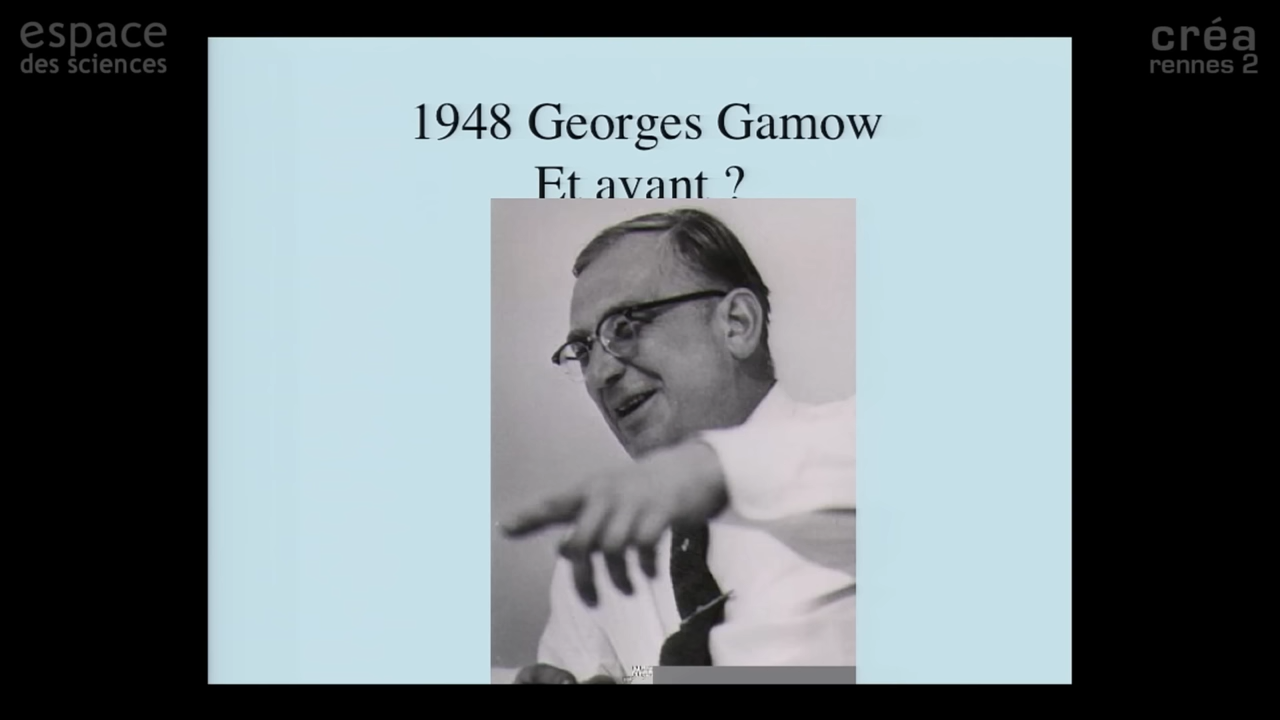 espace
des sciences
créa
rennes 2
1948 Georges Gamow
Et avant ?